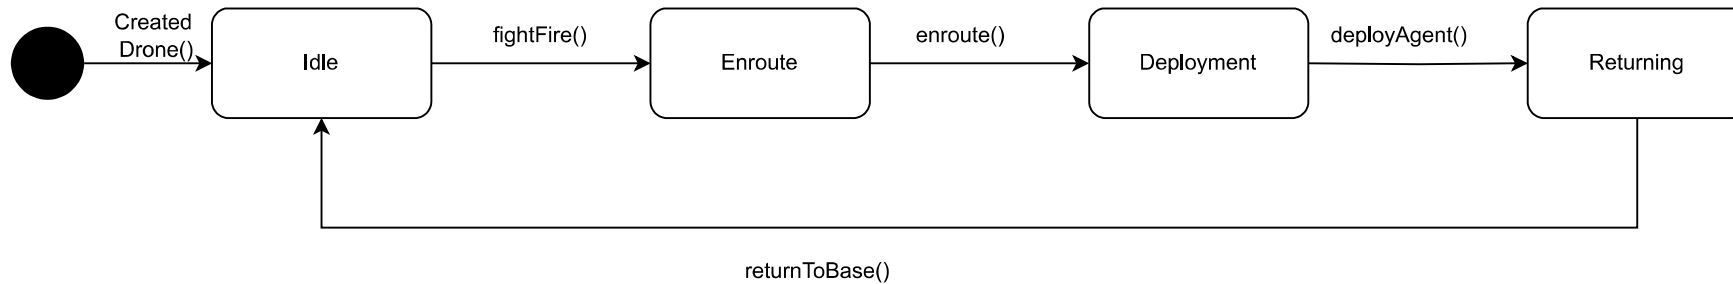 Created
Drone()
Idle
fightFire()
Enroute
enroute()
Deployment
deployAgent()
Returning
returnToBase()